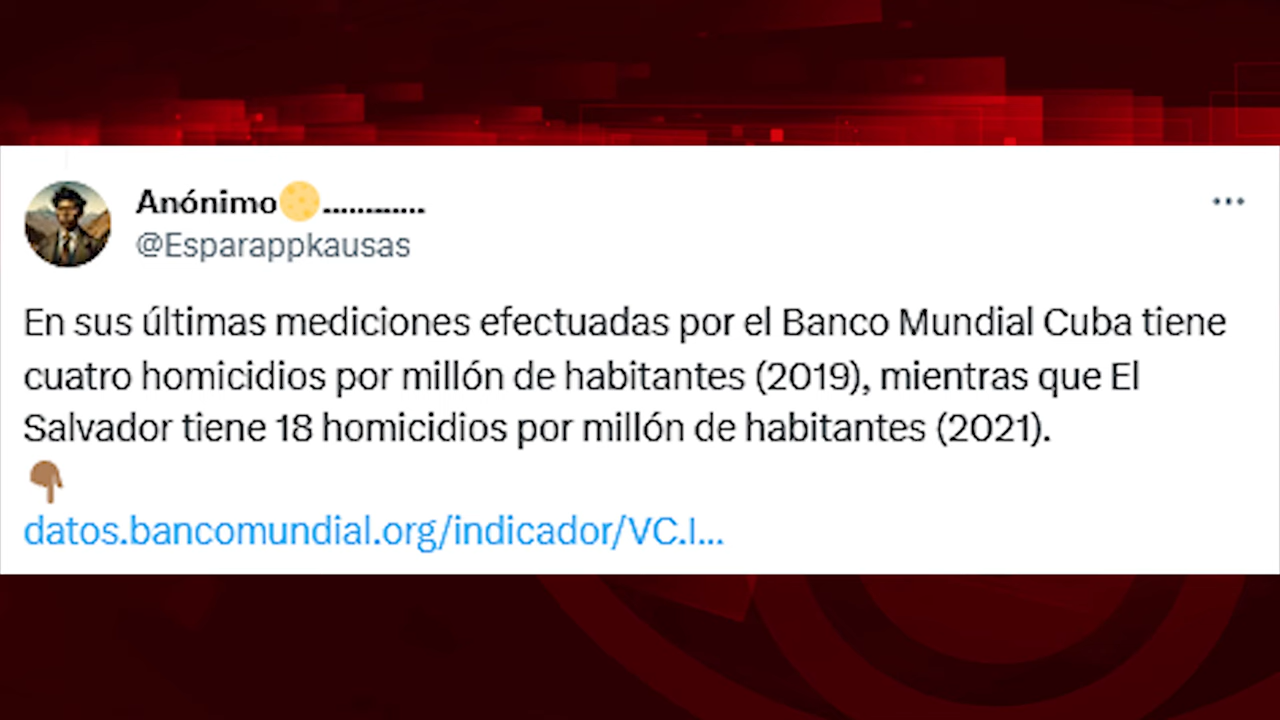 Anónimo🌕.............
@Esparappkausas
En sus últimas mediciones efectuadas por el Banco Mundial Cuba tiene
cuatro homicidios por millón de habitantes (2019), mientras que El
Salvador tiene 18 homicidios por millón de habitantes (2021).
👇🏾
datos.bancomundial.org/indicador/VC.I...